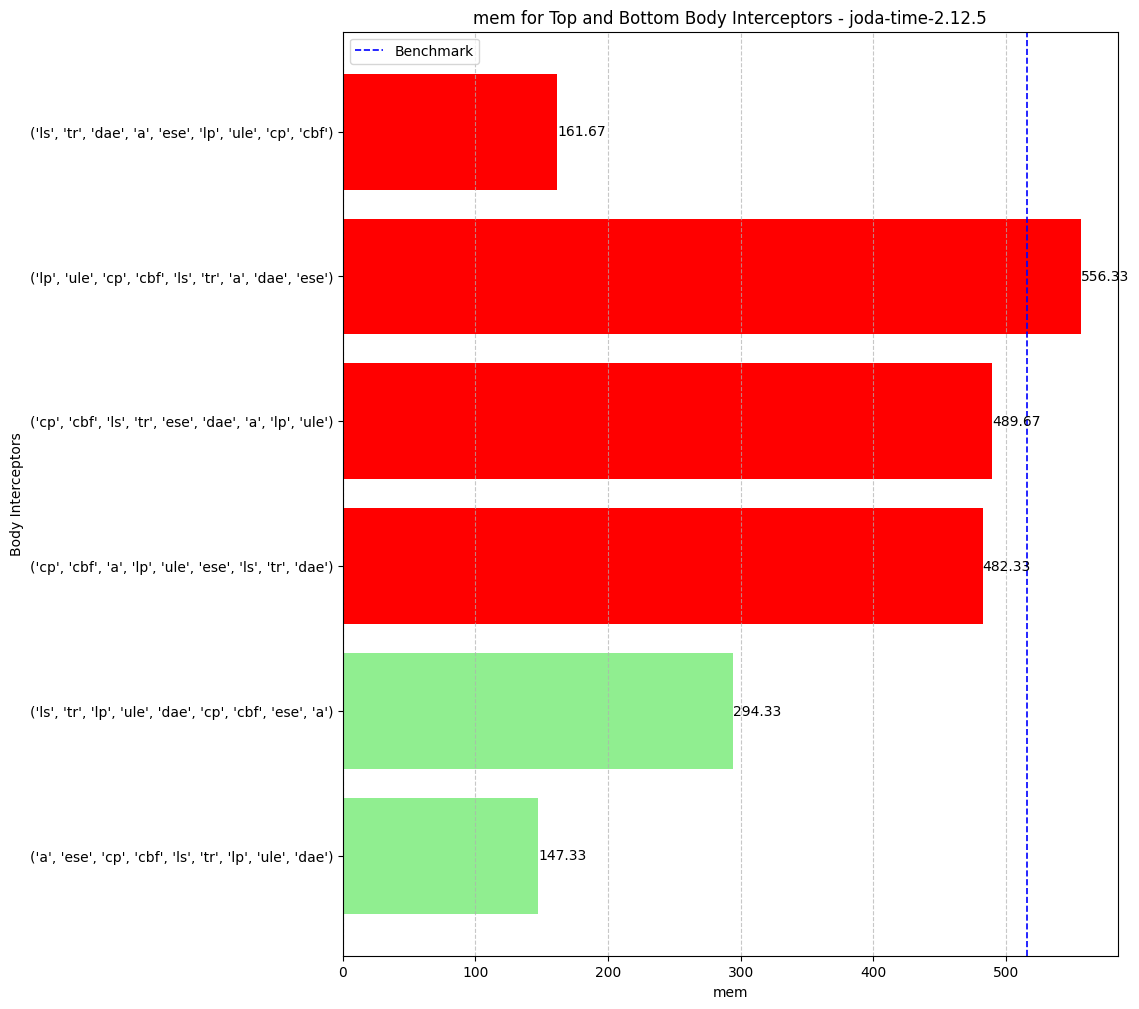 mem for Top and Bottom Body Interceptors - joda-time-2.12.5
Benchmark
('ls', 'tr', 'dae', 'a', 'ese', 'lp', 'ule', 'cp', 'cbf')
161.67
('lp', 'ule', 'cp', 'cbf', 'ls', 'tr', 'a', 'dae', 'ese')
556.33
('cp', 'cbf', 'ls', 'tr', 'ese', 'dae', 'a', 'lp', 'ule')
489.67
('cp', 'cbf', 'a', 'lp', 'ule', 'ese', 'ls', 'tr', 'dae')
482.33
('ls', 'tr', 'lp', 'ule', 'dae', 'cp', 'cbf', 'ese', 'a')
294.33
('a', 'ese', 'cp', 'cbf', 'ls', 'tr', 'lp', 'ule', 'dae')
147.33
Body Interceptors
0 100 200 300 400 500
mem